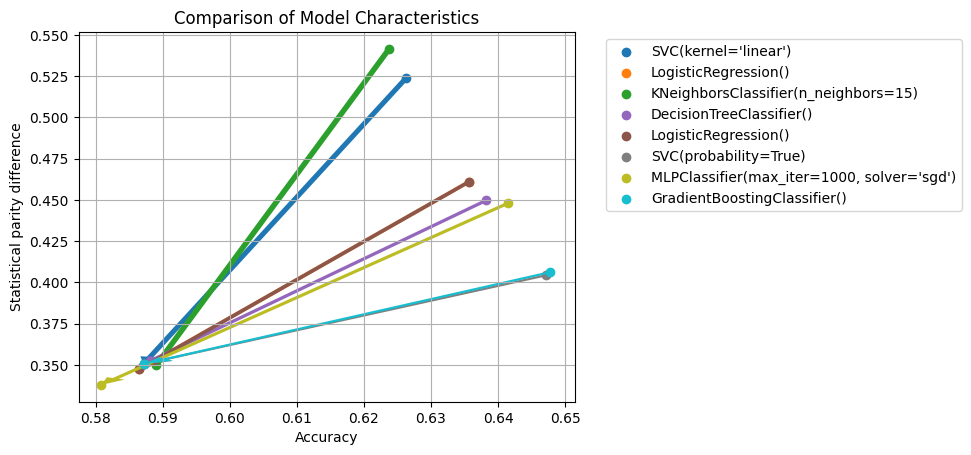 Comparison of Model Characteristics
0.550
0.525
0.500
0.475
0.450
0.425
0.400
0.375
0.350
Statistical parity difference
0.58 0.59 0.60 0.61 0.62 0.63 0.64 0.65
Accuracy
SVC(kernel='linear')
LogisticRegression()
KNeighborsClassifier(n_neighbors=15)
DecisionTreeClassifier()
LogisticRegression()
SVC(probability=True)
MLPClassifier(max_iter=1000, solver='sgd')
GradientBoostingClassifier()